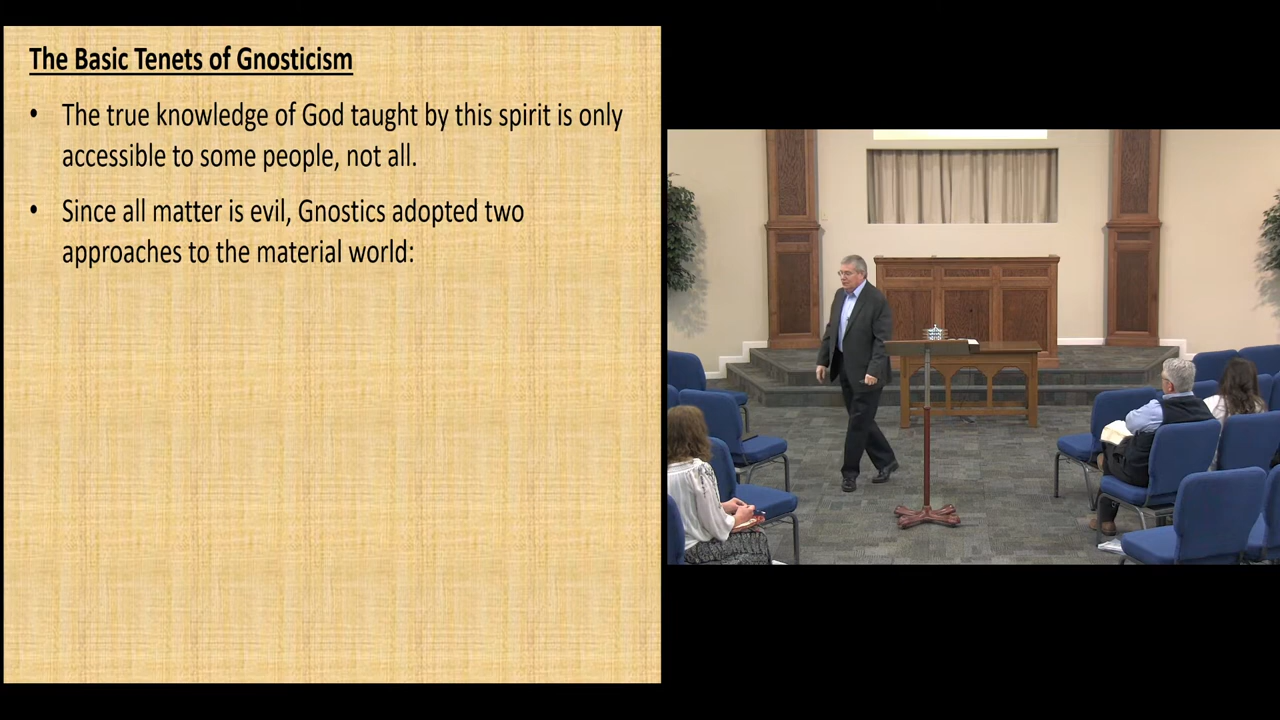 The Basic Tenets of Gnosticism
• The true knowledge of God taught by this spirit is only
accessible to some people, not all.
• Since all matter is evil, Gnostics adopted two
approaches to the material world: